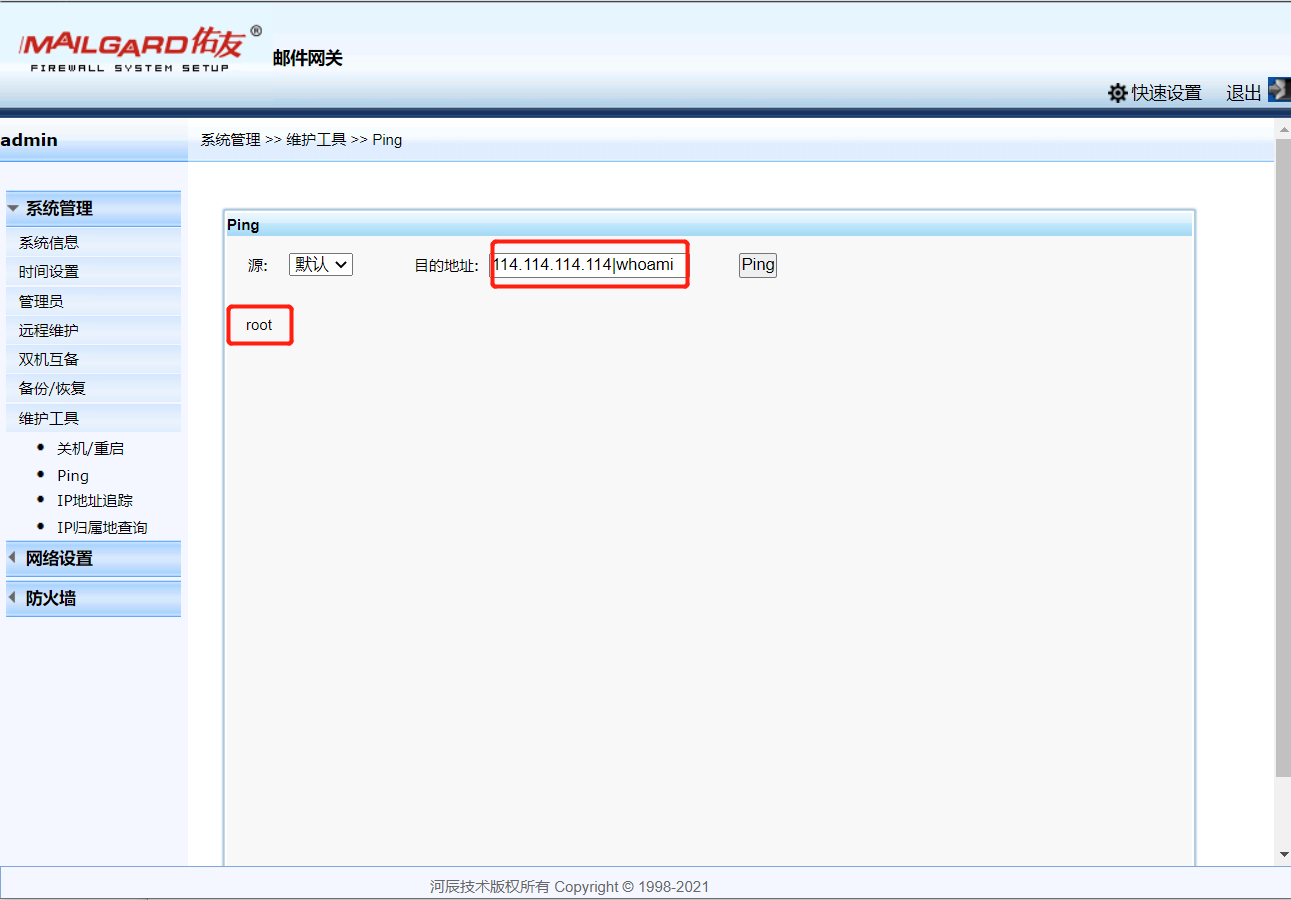 MAILGARD佑友®
FIREWALL SYSTEM SETUP
邮件网关
快速设置 退出
admin
系统管理 >> 维护工具 >> Ping
系统管理
系统信息
时间设置
管理员
远程维护
双机互备
备份/恢复
维护工具
关机/重启
Ping
IP地址追踪
IP归属地查询
网络设置
防火墙
Ping
源: 默认 目的地址: 114.114.114.114|whoami Ping
root
河辰技术版权所有 Copyright © 1998-2021